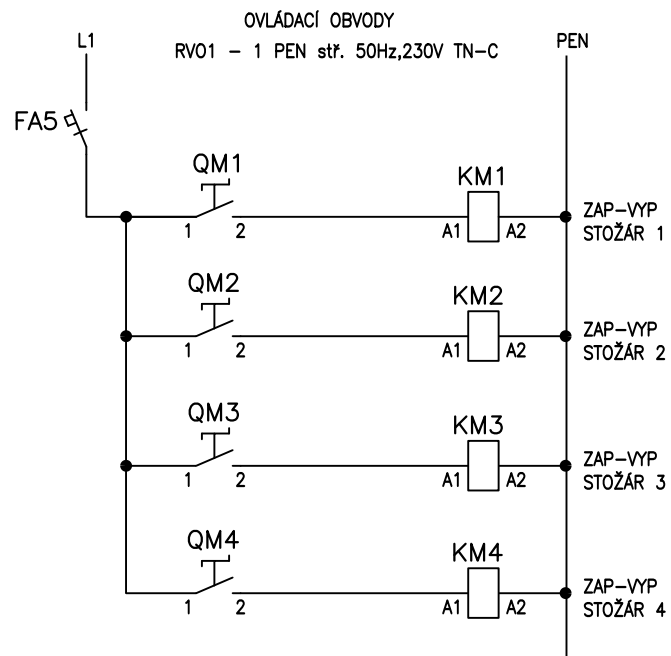 OVLÁDACÍ OBVODY
RVO1 - 1 PEN stř. 50Hz,230V TN-C
L1
PEN
FA5
QM1
KM1
1 2
A1 A2
ZAP-VYP
STOŽÁR 1
QM2
KM2
1 2
A1 A2
ZAP-VYP
STOŽÁR 2
QM3
KM3
1 2
A1 A2
ZAP-VYP
STOŽÁR 3
QM4
KM4
1 2
A1 A2
ZAP-VYP
STOŽÁR 4